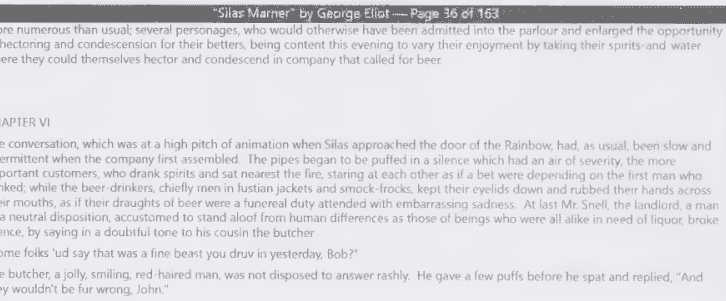 "Silas Marner" by George Eliot — Page 36 of 163
ore numerous than usual; several personages, who would otherwise have been admitted into the parlour and enlarged the opportunity
hectoring and condescension for their betters, being content this evening to vary their enjoyment by taking their spirits-and water
ere they could themselves hector and condescend in company that called for beer.
APTER VI
e conversation, which was at a high pitch of animation when Silas approached the door of the Rainbow, had, as usual, been slow and
ermittent when the company first assembled. The pipes began to be puffed in a silence which had an air of severity, the more
portant customers, who drank spirits and sat nearest the fire, staring at each other as if a bet were depending on the first man who
nked; while the beer-drinkers, chiefly men in fustian jackets and smock-frocks, kept their eyelids down and rubbed their hands across
eir mouths, as if their draughts of beer were a funereal duty attended with embarrassing sadness. At last Mr. Snell, the landlord, a man
a neutral disposition, accustomed to stand aloof from human differences as those of beings who were all alike in need of liquor, broke
ence, by saying in a doubtful tone to his cousin the butcher
ome folks 'ud say that was a fine beast you druv in yesterday, Bob?"
e butcher, a jolly, smiling, red-haired man, was not disposed to answer rashly. He gave a few puffs before he spat and replied, "And
ey wouldn't be fur wrong, John."